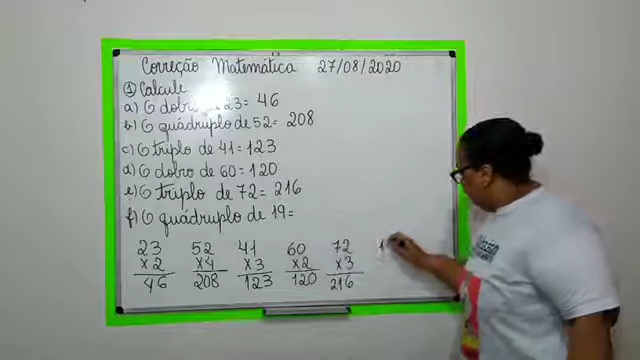 Correção Matemática 27/08/2020
① Calcule
a) O dobro de 23= 46
b) O quádruplo de 52= 208
c) O triplo de 41= 123
d) O dobro de 60= 120
e) O triplo de 72= 216
f) O quádruplo de 19=
23 52 41 60 72 1
x2 x4 x3 x2 x3
46 208 123 120 216